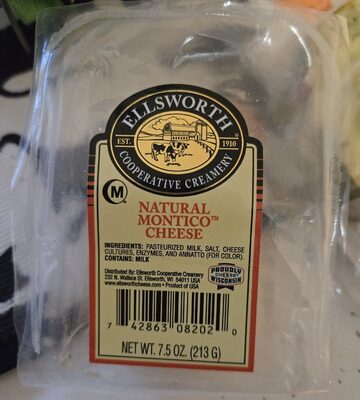 ELLSWORTH
EST. 1910
COOPERATIVE CREAMERY
M
NATURAL
MONTICO™
CHEESE
INGREDIENTS: PASTEURIZED MILK, SALT, CHEESE
CULTURES, ENZYMES, AND ANNATTO (FOR COLOR).
CONTAINS: MILK
Distributed By: Ellsworth Cooperative Creamery
232 N. Wallace St. Ellsworth, WI 54011 USA
www.ellsworthcheese.com • Product of USA
PROUDLY
WISCONSIN
CHEESE™
7 42863 08202 0
NET WT. 7.5 OZ. (213 G)